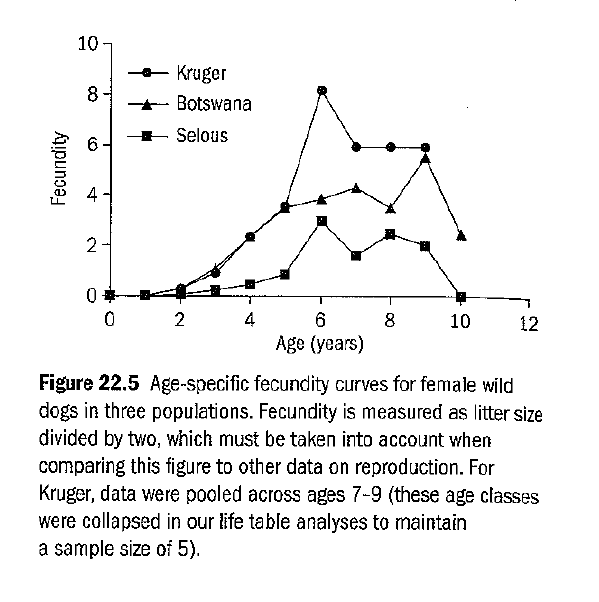 10
8
6
4
2
0
Fecundity
Kruger
Botswana
Selous
0 2 4 6 8 10 12
Age (years)
Figure 22.5 Age-specific fecundity curves for female wild
dogs in three populations. Fecundity is measured as litter size
divided by two, which must be taken into account when
comparing this figure to other data on reproduction. For
Kruger, data were pooled across ages 7–9 (these age classes
were collapsed in our life table analyses to maintain
a sample size of 5).